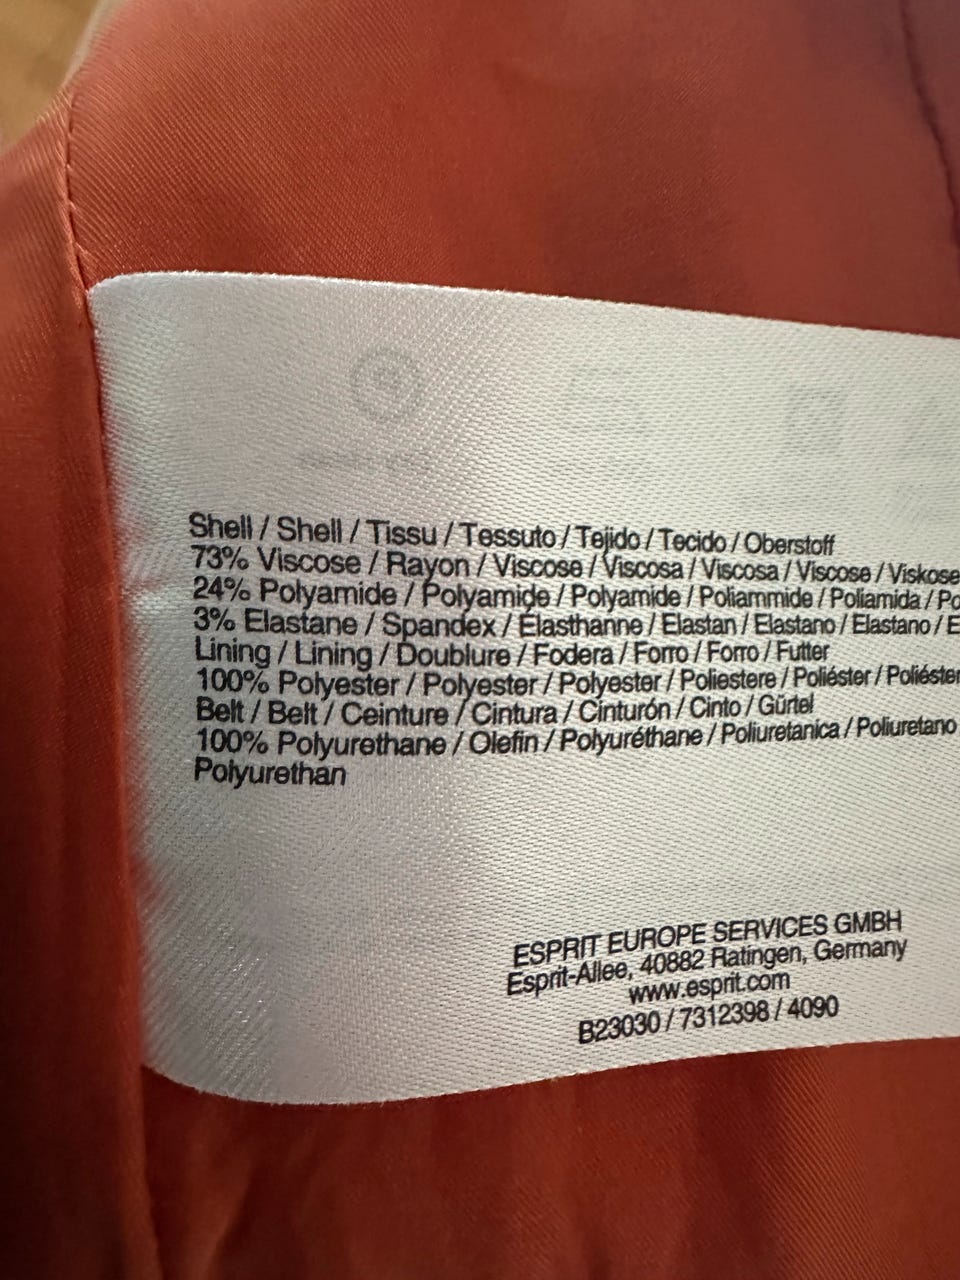 Shell / Shell / Tissu / Tessuto / Tejido / Tecido / Oberstoff
73% Viscose / Rayon / Viscose / Viscosa / Viscosa / Viscose / Viskose
24% Polyamide / Polyamide / Polyamide / Poliammide / Poliamida /
3% Elastane / Spandex / Elasthanne / Elastan / Elastano / Elastano /
Lining / Lining / Doublure / Fodera / Forro / Forro / Futter
100% Polyester / Polyester / Polyester / Poliestere / Poliéster / Poliéster
Belt / Belt / Ceinture / Cintura / Cinturón / Cinto / Gürtel
100% Polyurethane / Olefin / Polyuréthane / Poliuretanica / Poliuretano
Polyurethan
ESPRIT EUROPE SERVICES GMBH
Esprit-Allee, 40882 Ratingen, Germany
www.esprit.com
B23030 / 7312398 / 4090